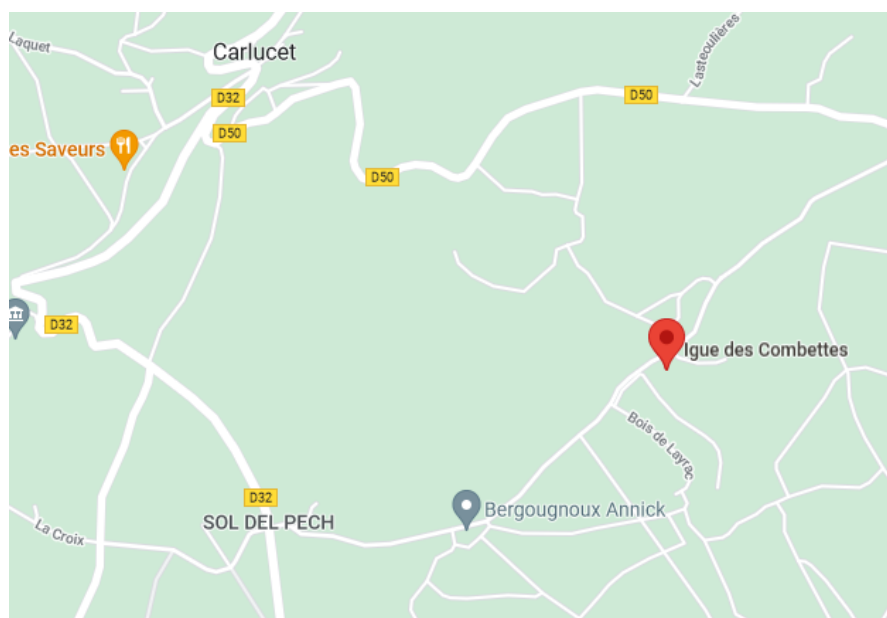 Laquet
Carlucet
Lasteoulières
D32
D50
D50
es Saveurs
D50
D32
Igue des Combettes
Bois de Layrac
D32
Bergougnoux Annick
SOL DEL PECH
La Croix